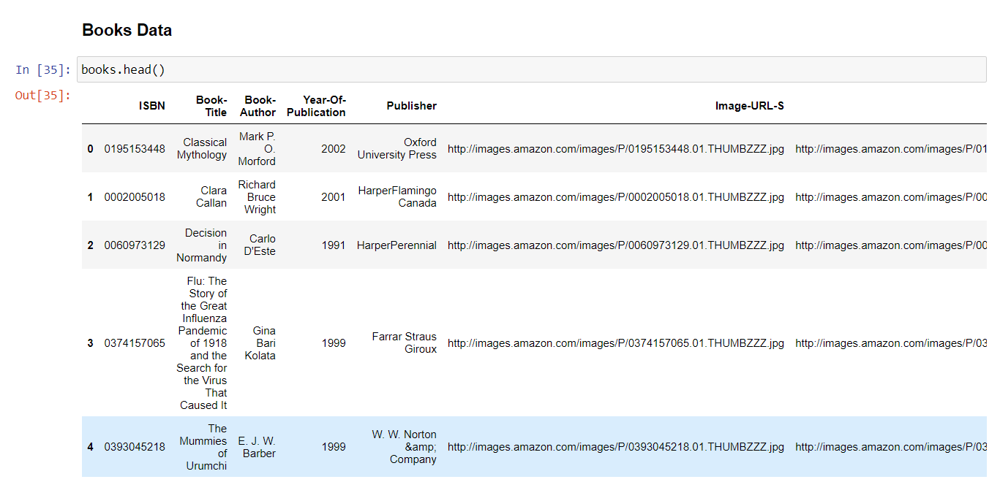 Books Data
In [35]: books.head()
Out[35]:
ISBN Book-Title Book-Author Year-Of-Publication Publisher Image-URL-S
0 0195153448 Classical Mythology Mark P. O. Morford 2002 Oxford University Press http://images.amazon.com/images/P/0195153448.01.THUMBZZZ.jpg http://images.amazon.com/images/P/01
1 0002005018 Clara Callan Richard Bruce Wright 2001 HarperFlamingo Canada http://images.amazon.com/images/P/0002005018.01.THUMBZZZ.jpg http://images.amazon.com/images/P/00
2 0060973129 Decision in Normandy Carlo D'Este 1991 HarperPerennial http://images.amazon.com/images/P/0060973129.01.THUMBZZZ.jpg http://images.amazon.com/images/P/00
3 0374157065 Flu: The Story of the Great Influenza Pandemic of 1918 and the Search for the Virus That Caused It Gina Bari Kolata 1999 Farrar Straus Giroux http://images.amazon.com/images/P/0374157065.01.THUMBZZZ.jpg http://images.amazon.com/images/P/03
4 0393045218 The Mummies of Urumchi E. J. W. Barber 1999 W. W. Norton &amp; Company http://images.amazon.com/images/P/0393045218.01.THUMBZZZ.jpg http://images.amazon.com/images/P/03